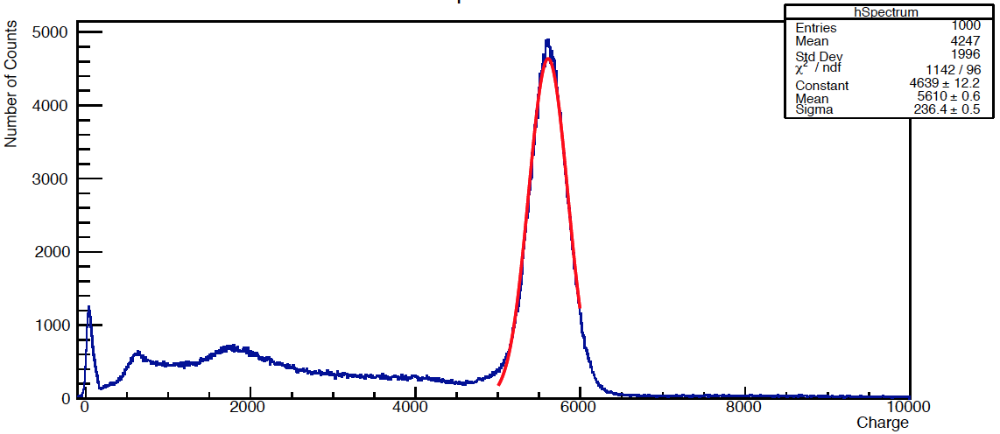 hSpectrum
Entries 1000
Mean 4247
Std Dev 1996
χ² / ndf 1142 / 96
Constant 4639 ± 12.2
Mean 5610 ± 0.6
Sigma 236.4 ± 0.5
Number of Counts
5000
4000
3000
2000
1000
0
0 2000 4000 6000 8000 10000
Charge